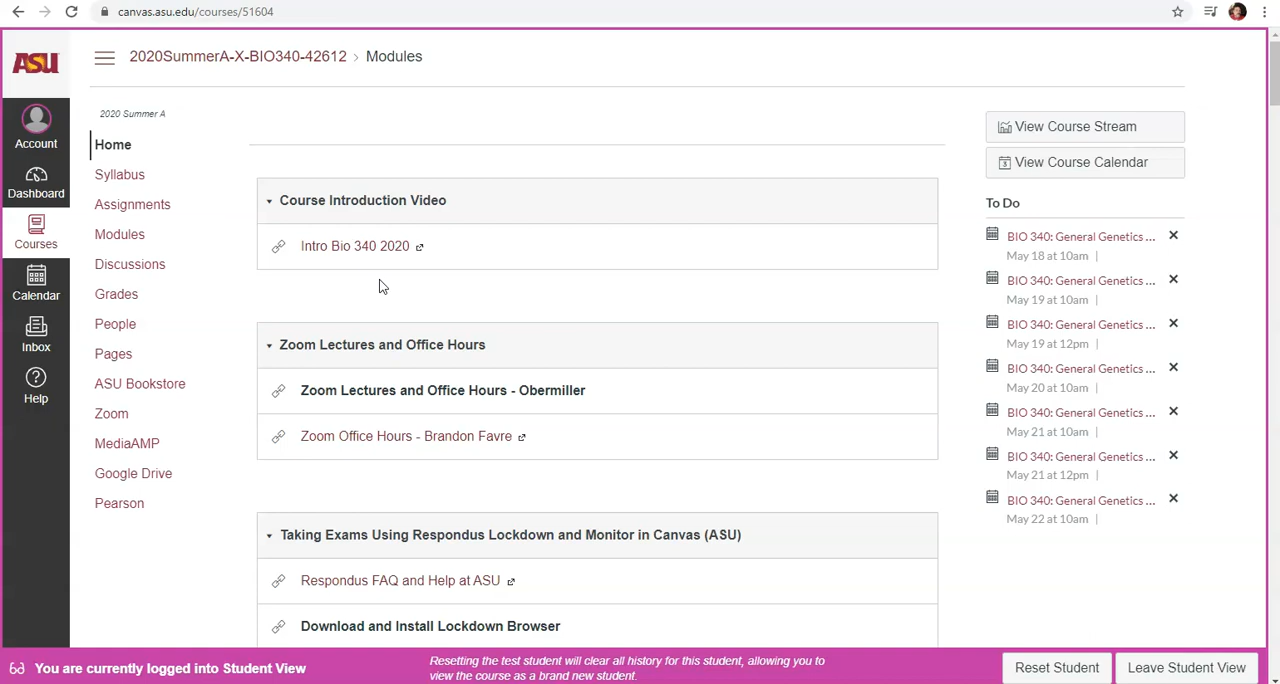 canvas.asu.edu/courses/51604
ASU
2020SummerA-X-BIO340-42612 › Modules
Account
Dashboard
Courses
Calendar
Inbox
Help
2020 Summer A
Home
Syllabus
Assignments
Modules
Discussions
Grades
People
Pages
ASU Bookstore
Zoom
MediaAMP
Google Drive
Pearson
Course Introduction Video
Intro Bio 340 2020
Zoom Lectures and Office Hours
Zoom Lectures and Office Hours - Obermiller
Zoom Office Hours - Brandon Favre
Taking Exams Using Respondus Lockdown and Monitor in Canvas (ASU)
Respondus FAQ and Help at ASU
Download and Install Lockdown Browser
View Course Stream
View Course Calendar
To Do
BIO 340: General Genetics ...
May 18 at 10am |
BIO 340: General Genetics ...
May 19 at 10am |
BIO 340: General Genetics ...
May 19 at 12pm |
BIO 340: General Genetics ...
May 20 at 10am |
BIO 340: General Genetics ...
May 21 at 10am |
BIO 340: General Genetics ...
May 21 at 12pm |
BIO 340: General Genetics ...
May 22 at 10am |
You are currently logged into Student View
Resetting the test student will clear all history for this student, allowing you to
view the course as a brand new student.
Reset Student
Leave Student View